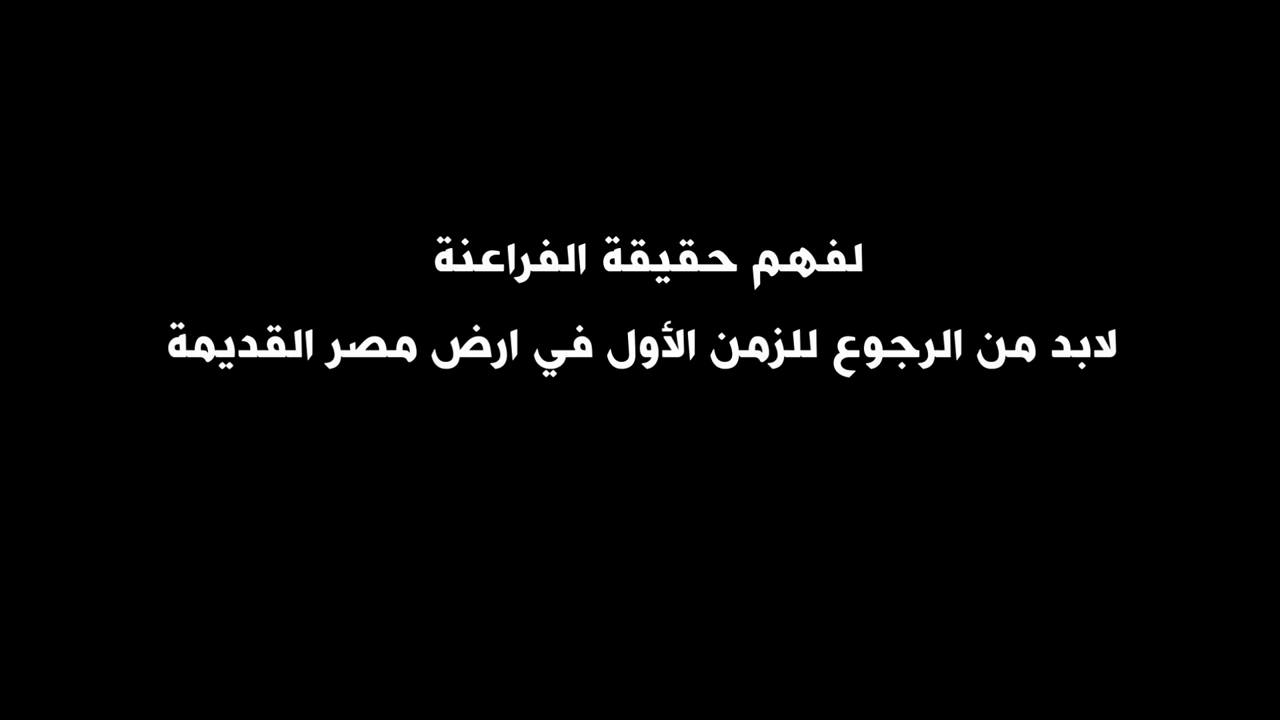 لفهم حقيقة الفراعنة
لابد من الرجوع للزمن الأول في ارض مصر القديمة